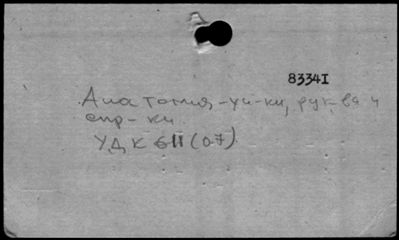 83341
Анатомия, -уч-ки, рук-ва и
спр-ки
УДК 611(07)